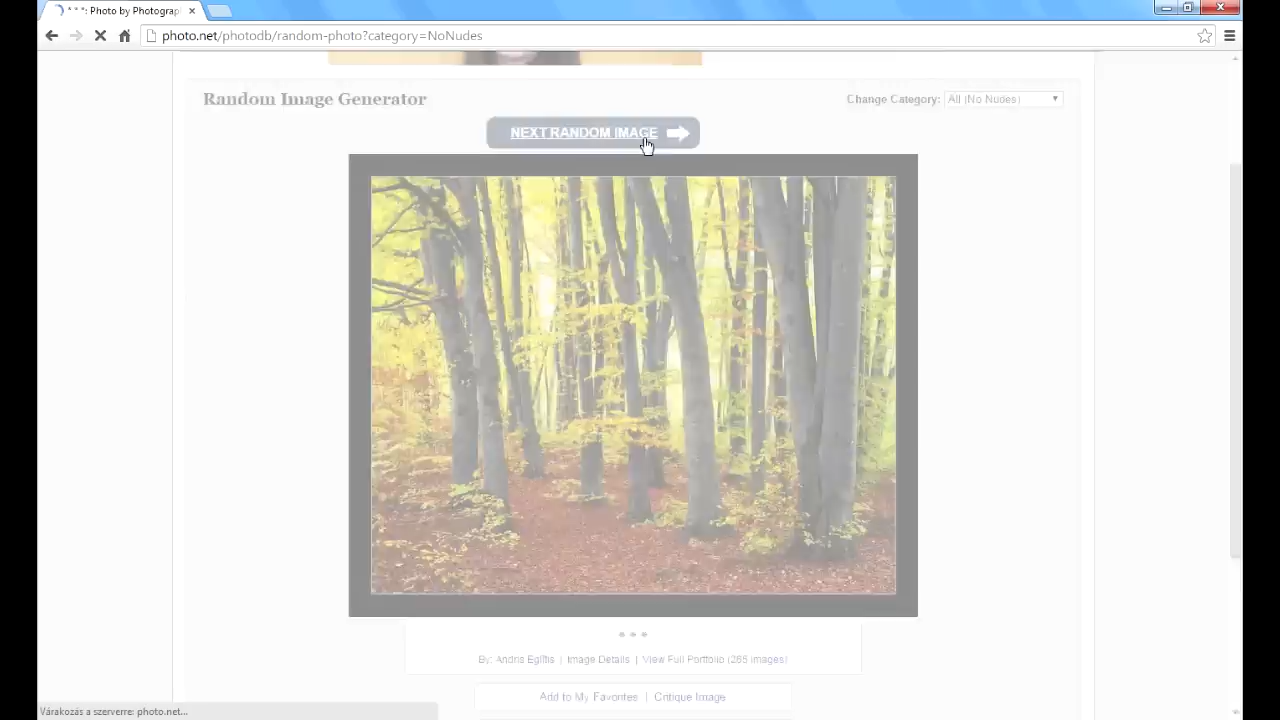 * * *: Photo by Photograp
photo.net/photodb/random-photo?category=NoNudes
Random Image Generator
Change Category: All (No Nudes)
NEXT RANDOM IMAGE
* * *
By: Andris Eglītis | Image Details | View Full Portfolio (265 images)
Add to My Favorites | Critique Image
Várakozás a szerverre: photo.net...